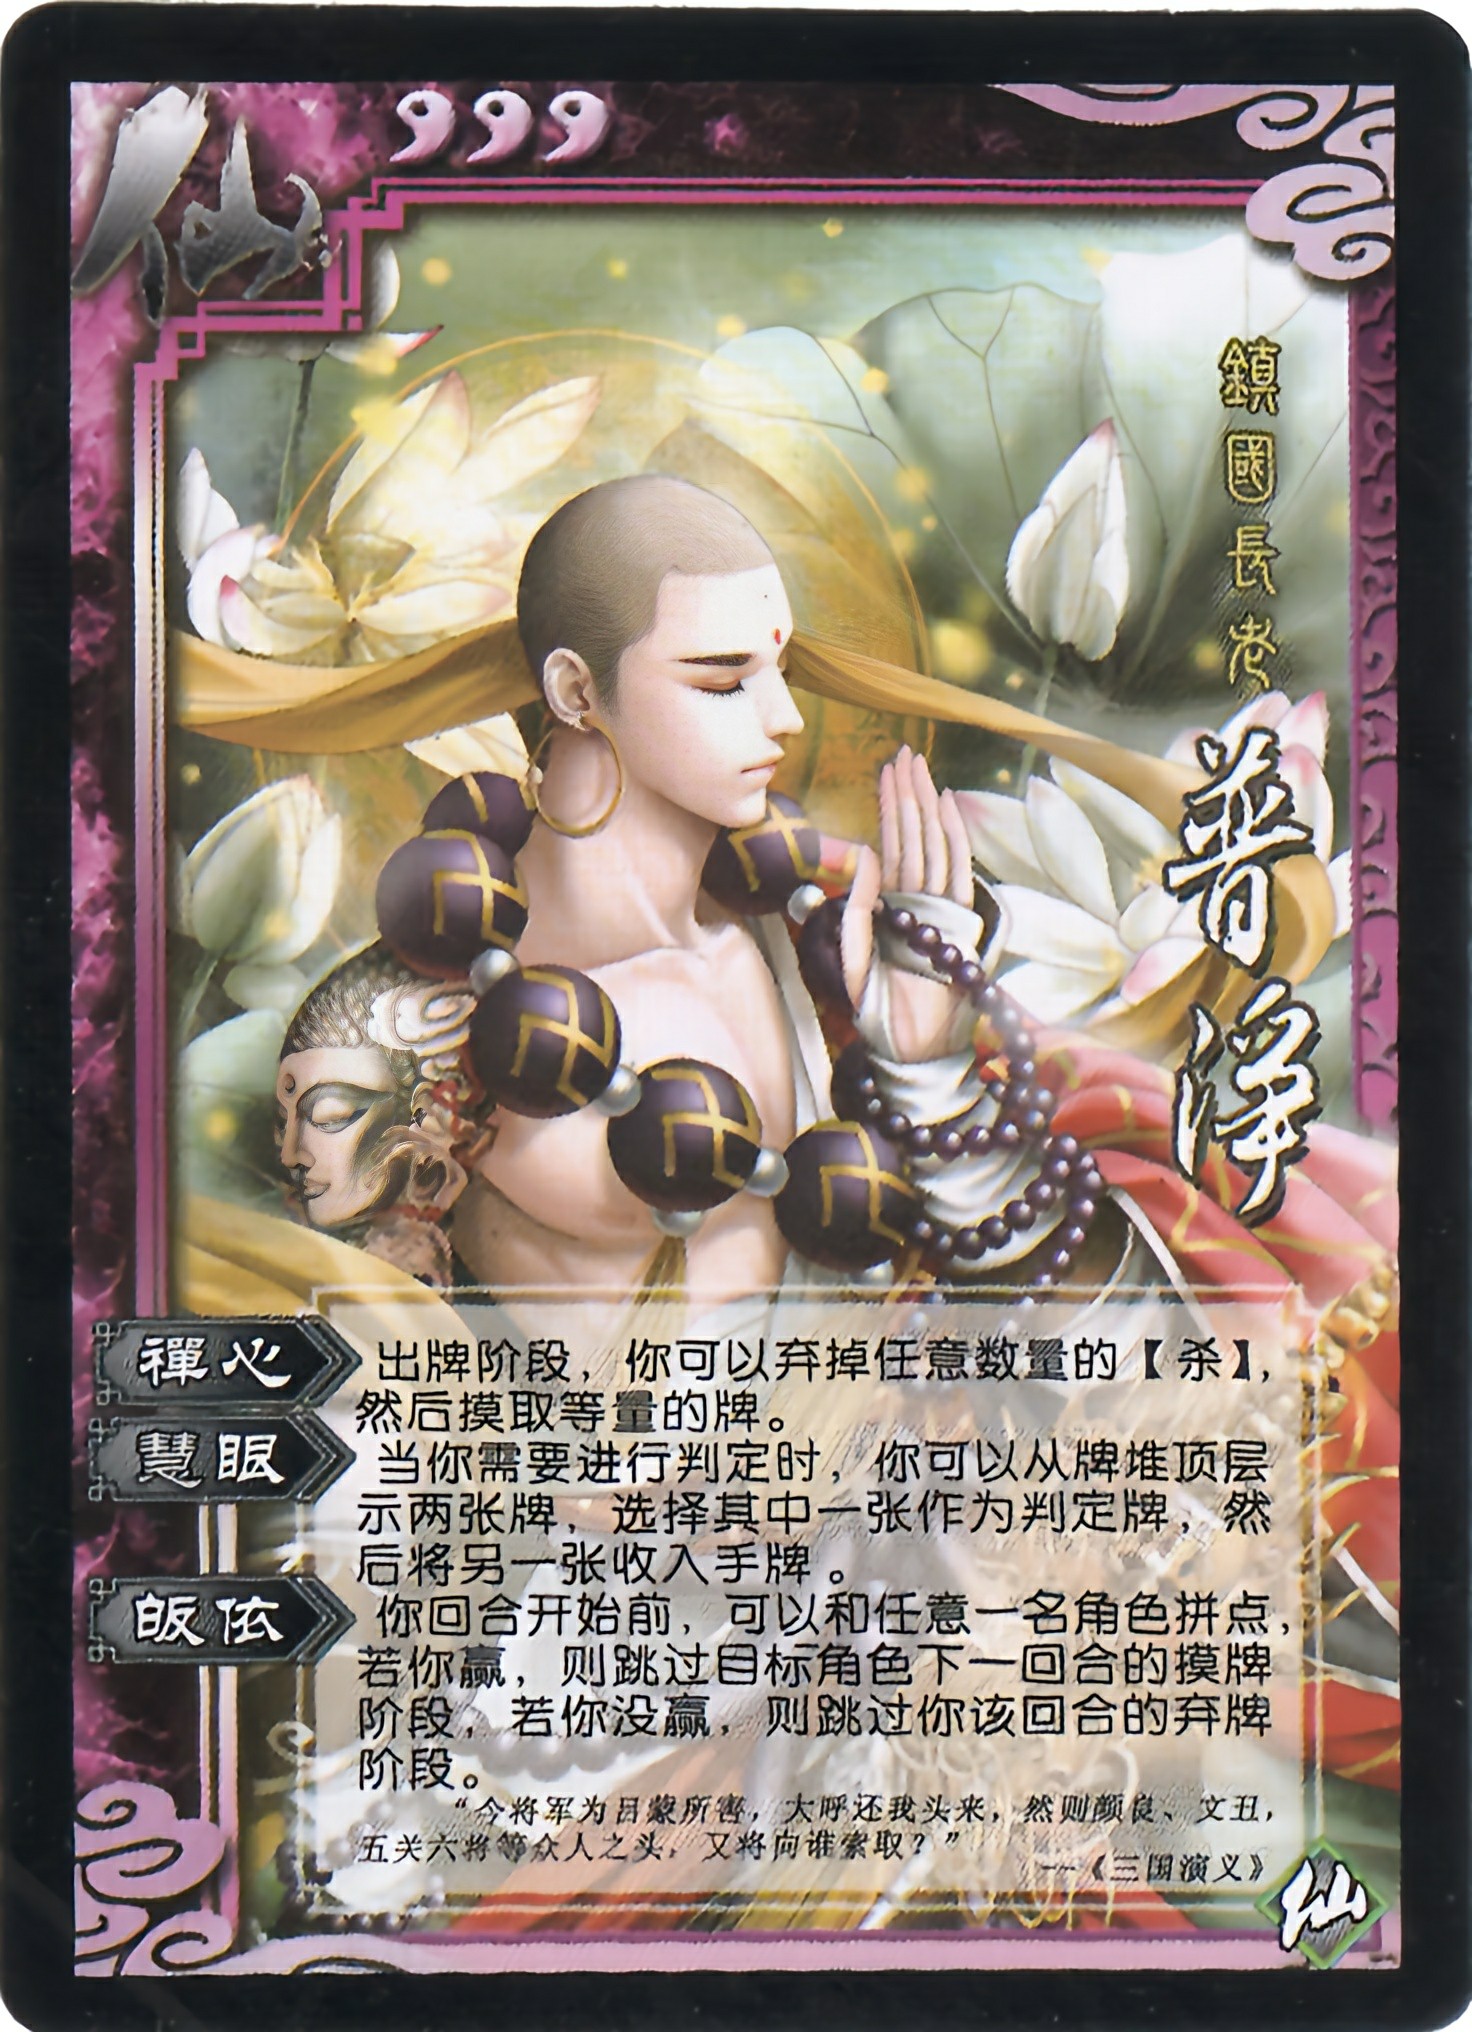 仙
鎮國長老
普淨
禪心
出牌阶段，你可以弃掉任意数量的【杀】，
然后摸取等量的牌。
慧眼
当你需要进行判定时，你可以从牌堆顶层
示两张牌，选择其中一张作为判定牌，然
后将另一张收入手牌。
皈依
你回合开始前，可以和任意一名角色拼点，
若你赢，则跳过目标角色下一回合的摸牌
阶段，若你没赢，则跳过你该回合的弃牌
阶段。
“今将军为吕蒙所害，大呼还我头来，然则颜良、文丑，
五关六将等众人之头，又将向谁索取？”
—《三国演义》
仙